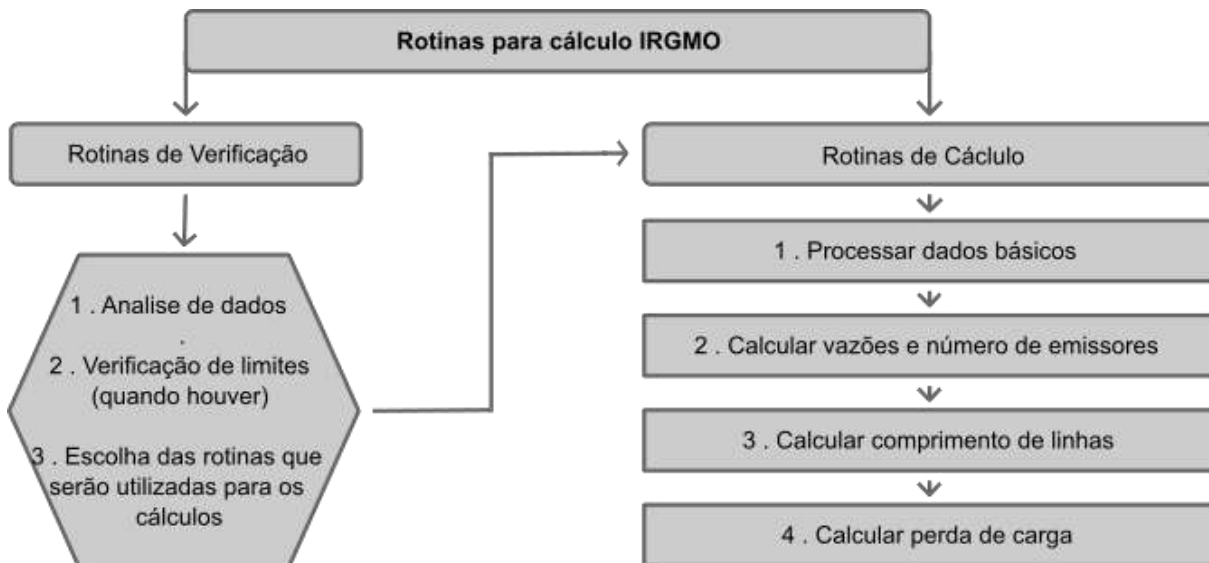 Rotinas para cálculo IRGMO
Rotinas de Verificação
1 . Analise de dados
.
2 . Verificação de limites
(quando houver)
3 . Escolha das rotinas que
serão utilizadas para os
cálculos
Rotinas de Cáclulo
1 . Processar dados básicos
2 . Calcular vazões e número de emissores
3 . Calcular comprimento de linhas
4 . Calcular perda de carga